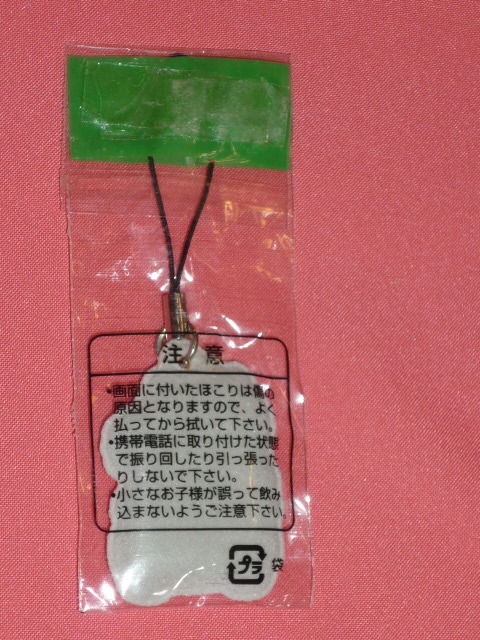 注 意
・画面に付いたほこりは傷の
原因となりますので、よく
払ってから拭いて下さい。
・携帯電話に取り付けた状態
で振り回したり引っ張った
りしないで下さい。
・小さなお子様が誤って飲み
込まないようご注意下さい。
プラ 袋